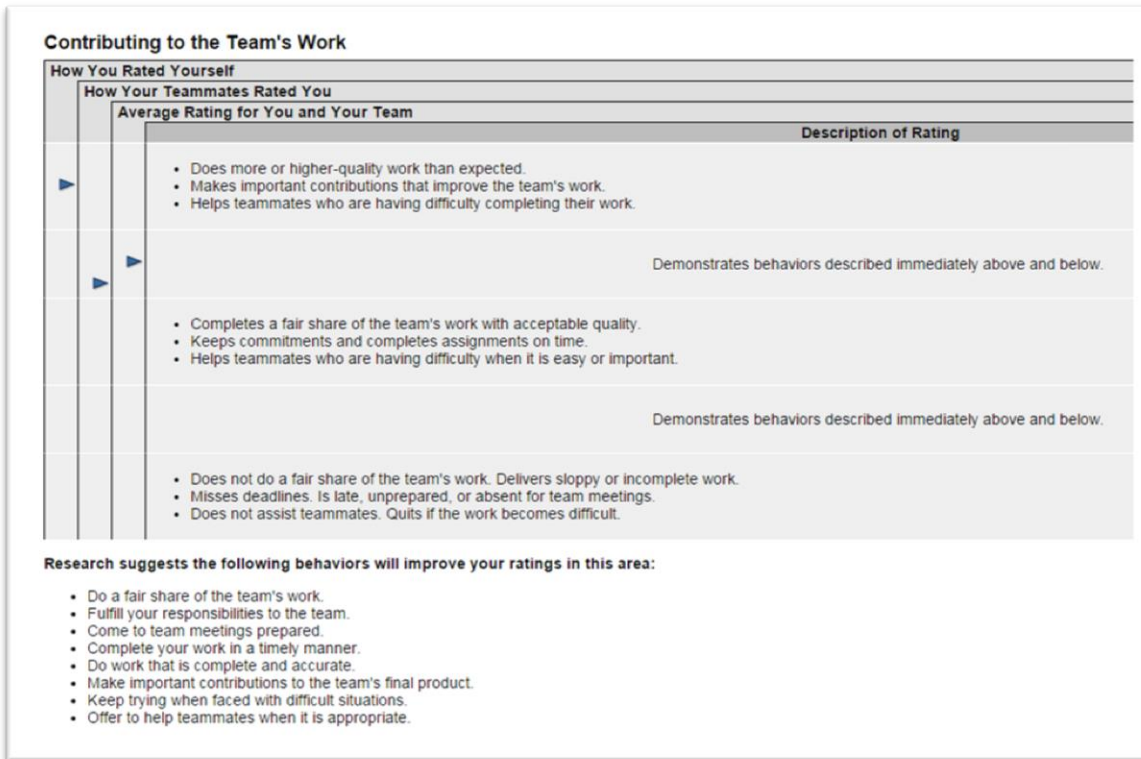 Contributing to the Team's Work
How You Rated Yourself
How Your Teammates Rated You
Average Rating for You and Your Team
Description of Rating
• Does more or higher-quality work than expected.
• Makes important contributions that improve the team's work.
• Helps teammates who are having difficulty completing their work.
Demonstrates behaviors described immediately above and below.
• Completes a fair share of the team's work with acceptable quality.
• Keeps commitments and completes assignments on time.
• Helps teammates who are having difficulty when it is easy or important.
Demonstrates behaviors described immediately above and below.
• Does not do a fair share of the team's work. Delivers sloppy or incomplete work.
• Misses deadlines. Is late, unprepared, or absent for team meetings.
• Does not assist teammates. Quits if the work becomes difficult.
Research suggests the following behaviors will improve your ratings in this area:
• Do a fair share of the team's work.
• Fulfill your responsibilities to the team.
• Come to team meetings prepared.
• Complete your work in a timely manner.
• Do work that is complete and accurate.
• Make important contributions to the team's final product.
• Keep trying when faced with difficult situations.
• Offer to help teammates when it is appropriate.